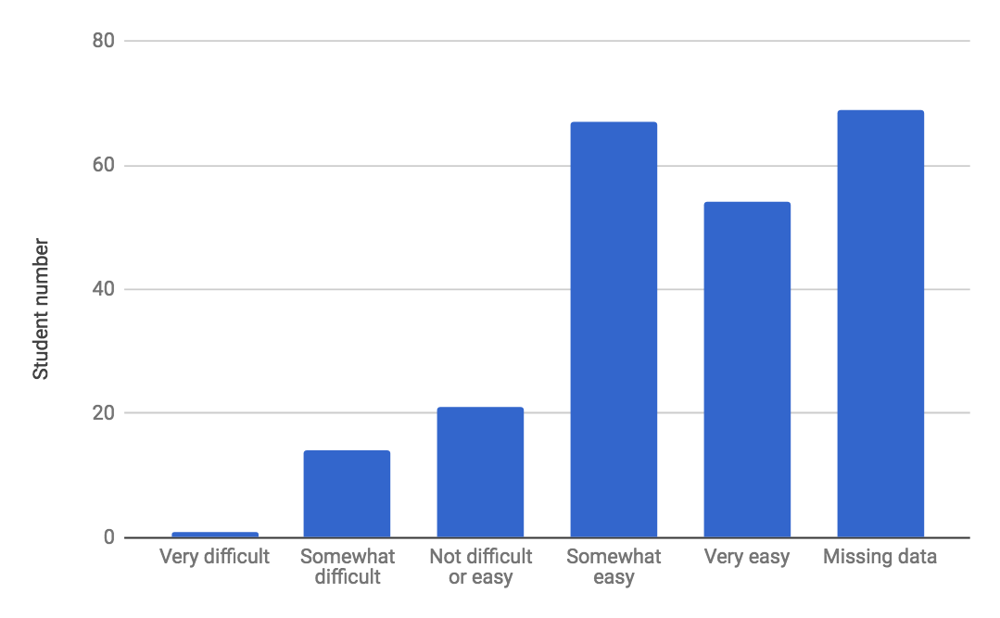 80
60
40
20
0
Student number
Very difficult
Somewhat
difficult
Not difficult
or easy
Somewhat
easy
Very easy
Missing data